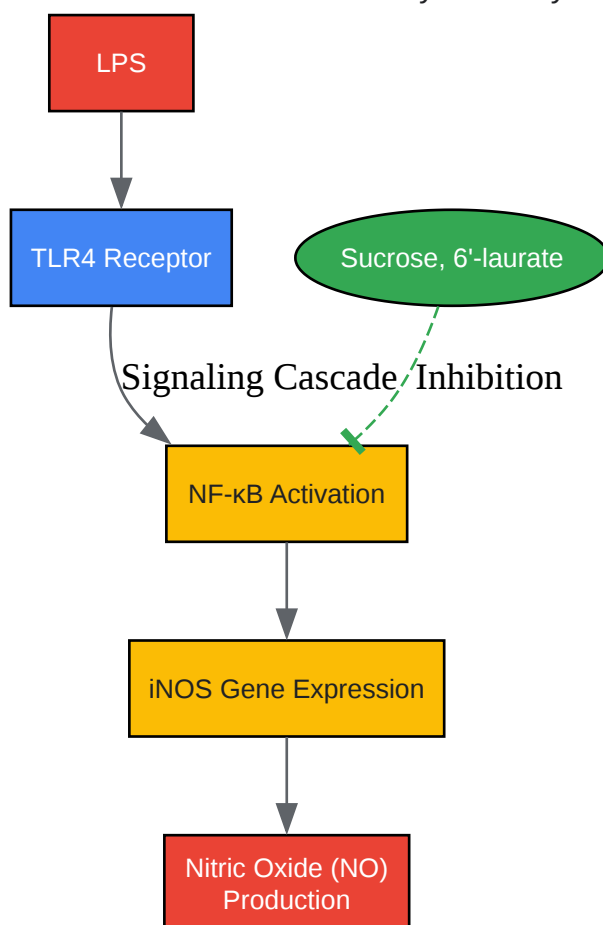 LPS
TLR4 Receptor
Sucrose, 6'-laurate
Signaling Cascade
Inhibition
NF-κB Activation
iNOS Gene Expression
Nitric Oxide (NO)
Production